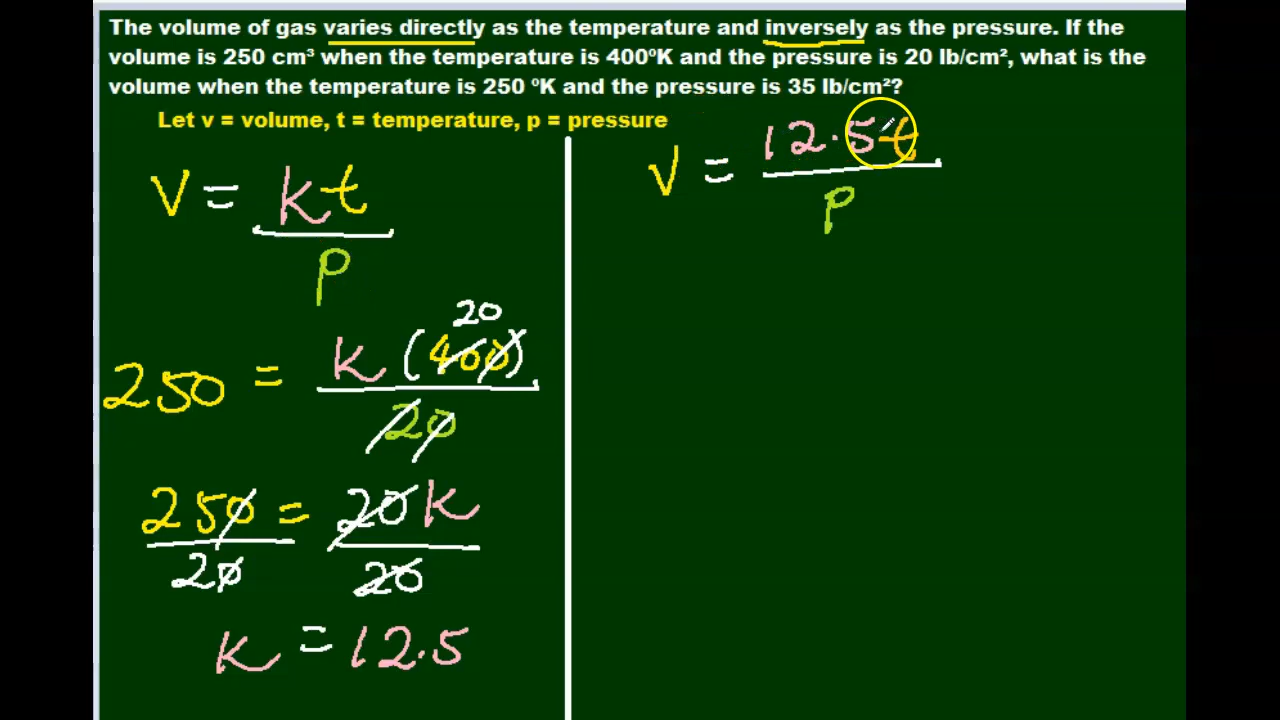 The volume of gas varies directly as the temperature and inversely as the pressure. If the
volume is 250 cm³ when the temperature is 400ºK and the pressure is 20 lb/cm², what is the
volume when the temperature is 250 ºK and the pressure is 35 lb/cm²?
Let v = volume, t = temperature, p = pressure
V = kt
p
20
250 = k (400)
20
250 = 20k
20 20
k = 12.5
V = 12.5t
p